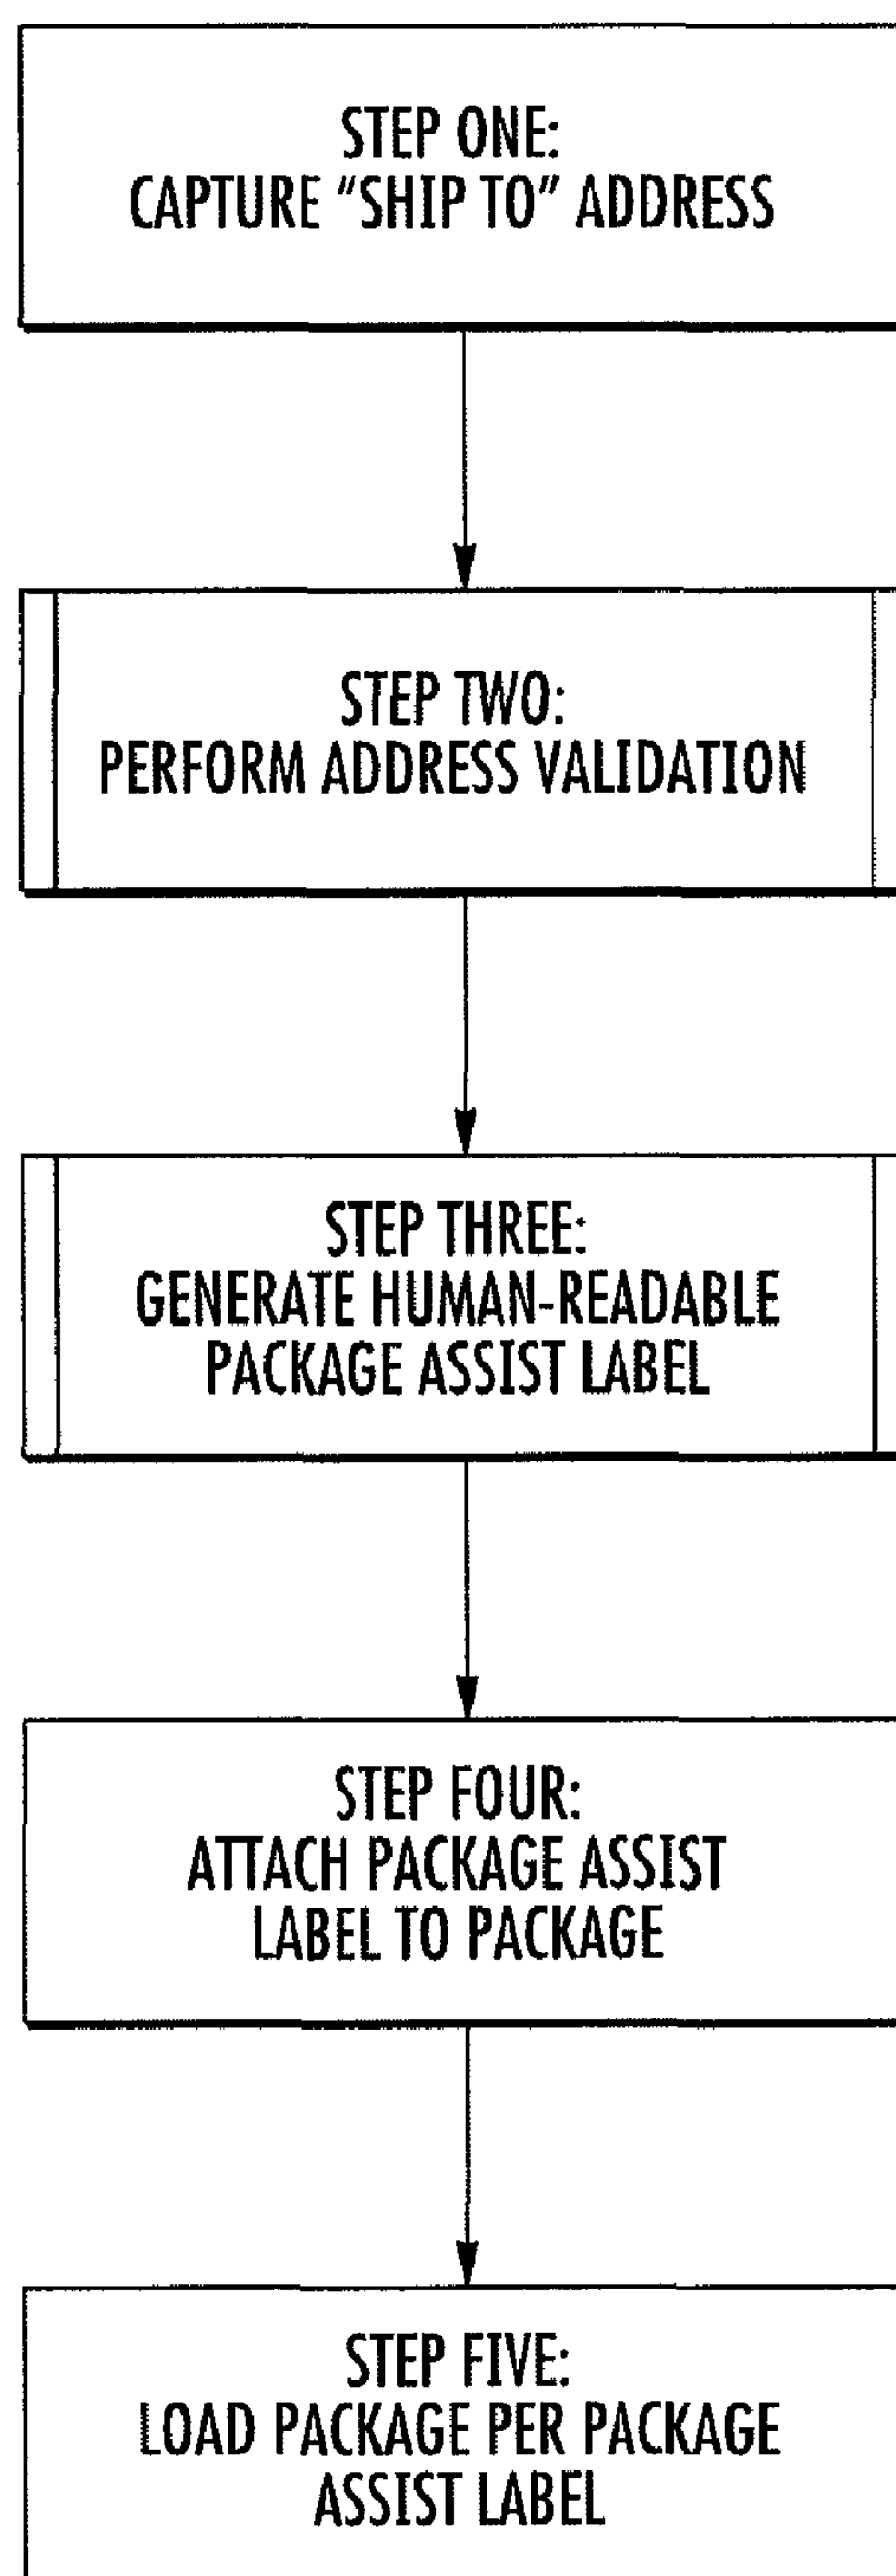 STEP ONE:
CAPTURE "SHIP TO" ADDRESS
STEP TWO:
PERFORM ADDRESS VALIDATION
STEP THREE:
GENERATE HUMAN-READABLE
PACKAGE ASSIST LABEL
STEP FOUR:
ATTACH PACKAGE ASSIST
LABEL TO PACKAGE
STEP FIVE:
LOAD PACKAGE PER PACKAGE
ASSIST LABEL